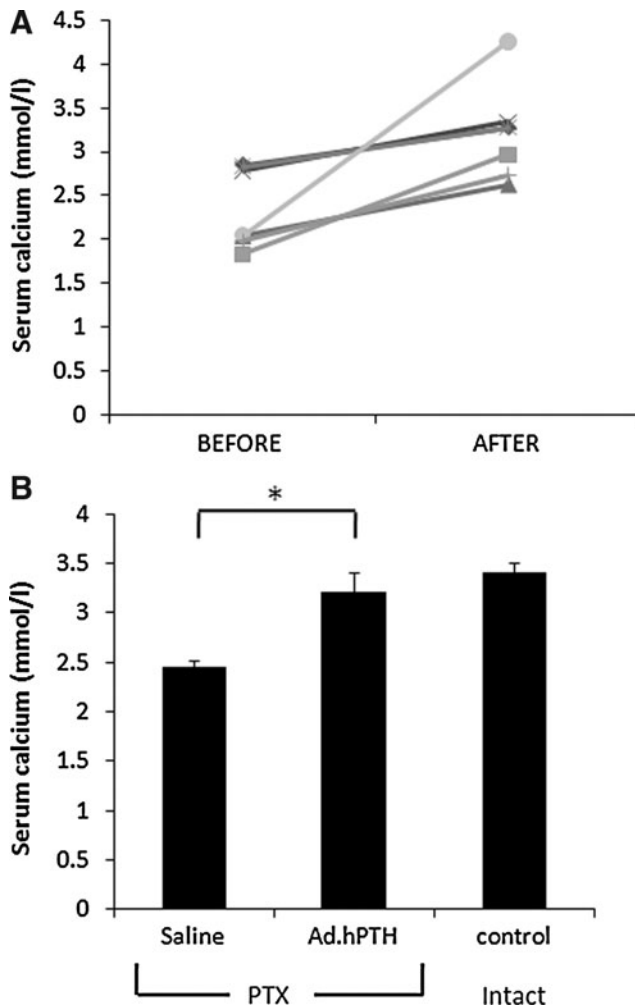 A
Serum calcium (mmol/l)
4.5
4
3.5
3
2.5
2
1.5
1
0.5
0
BEFORE AFTER
B
Serum calcium (mmol/l)
4
3.5
3
2.5
2
1.5
1
0.5
0
*
Saline Ad.hPTH control
PTX Intact